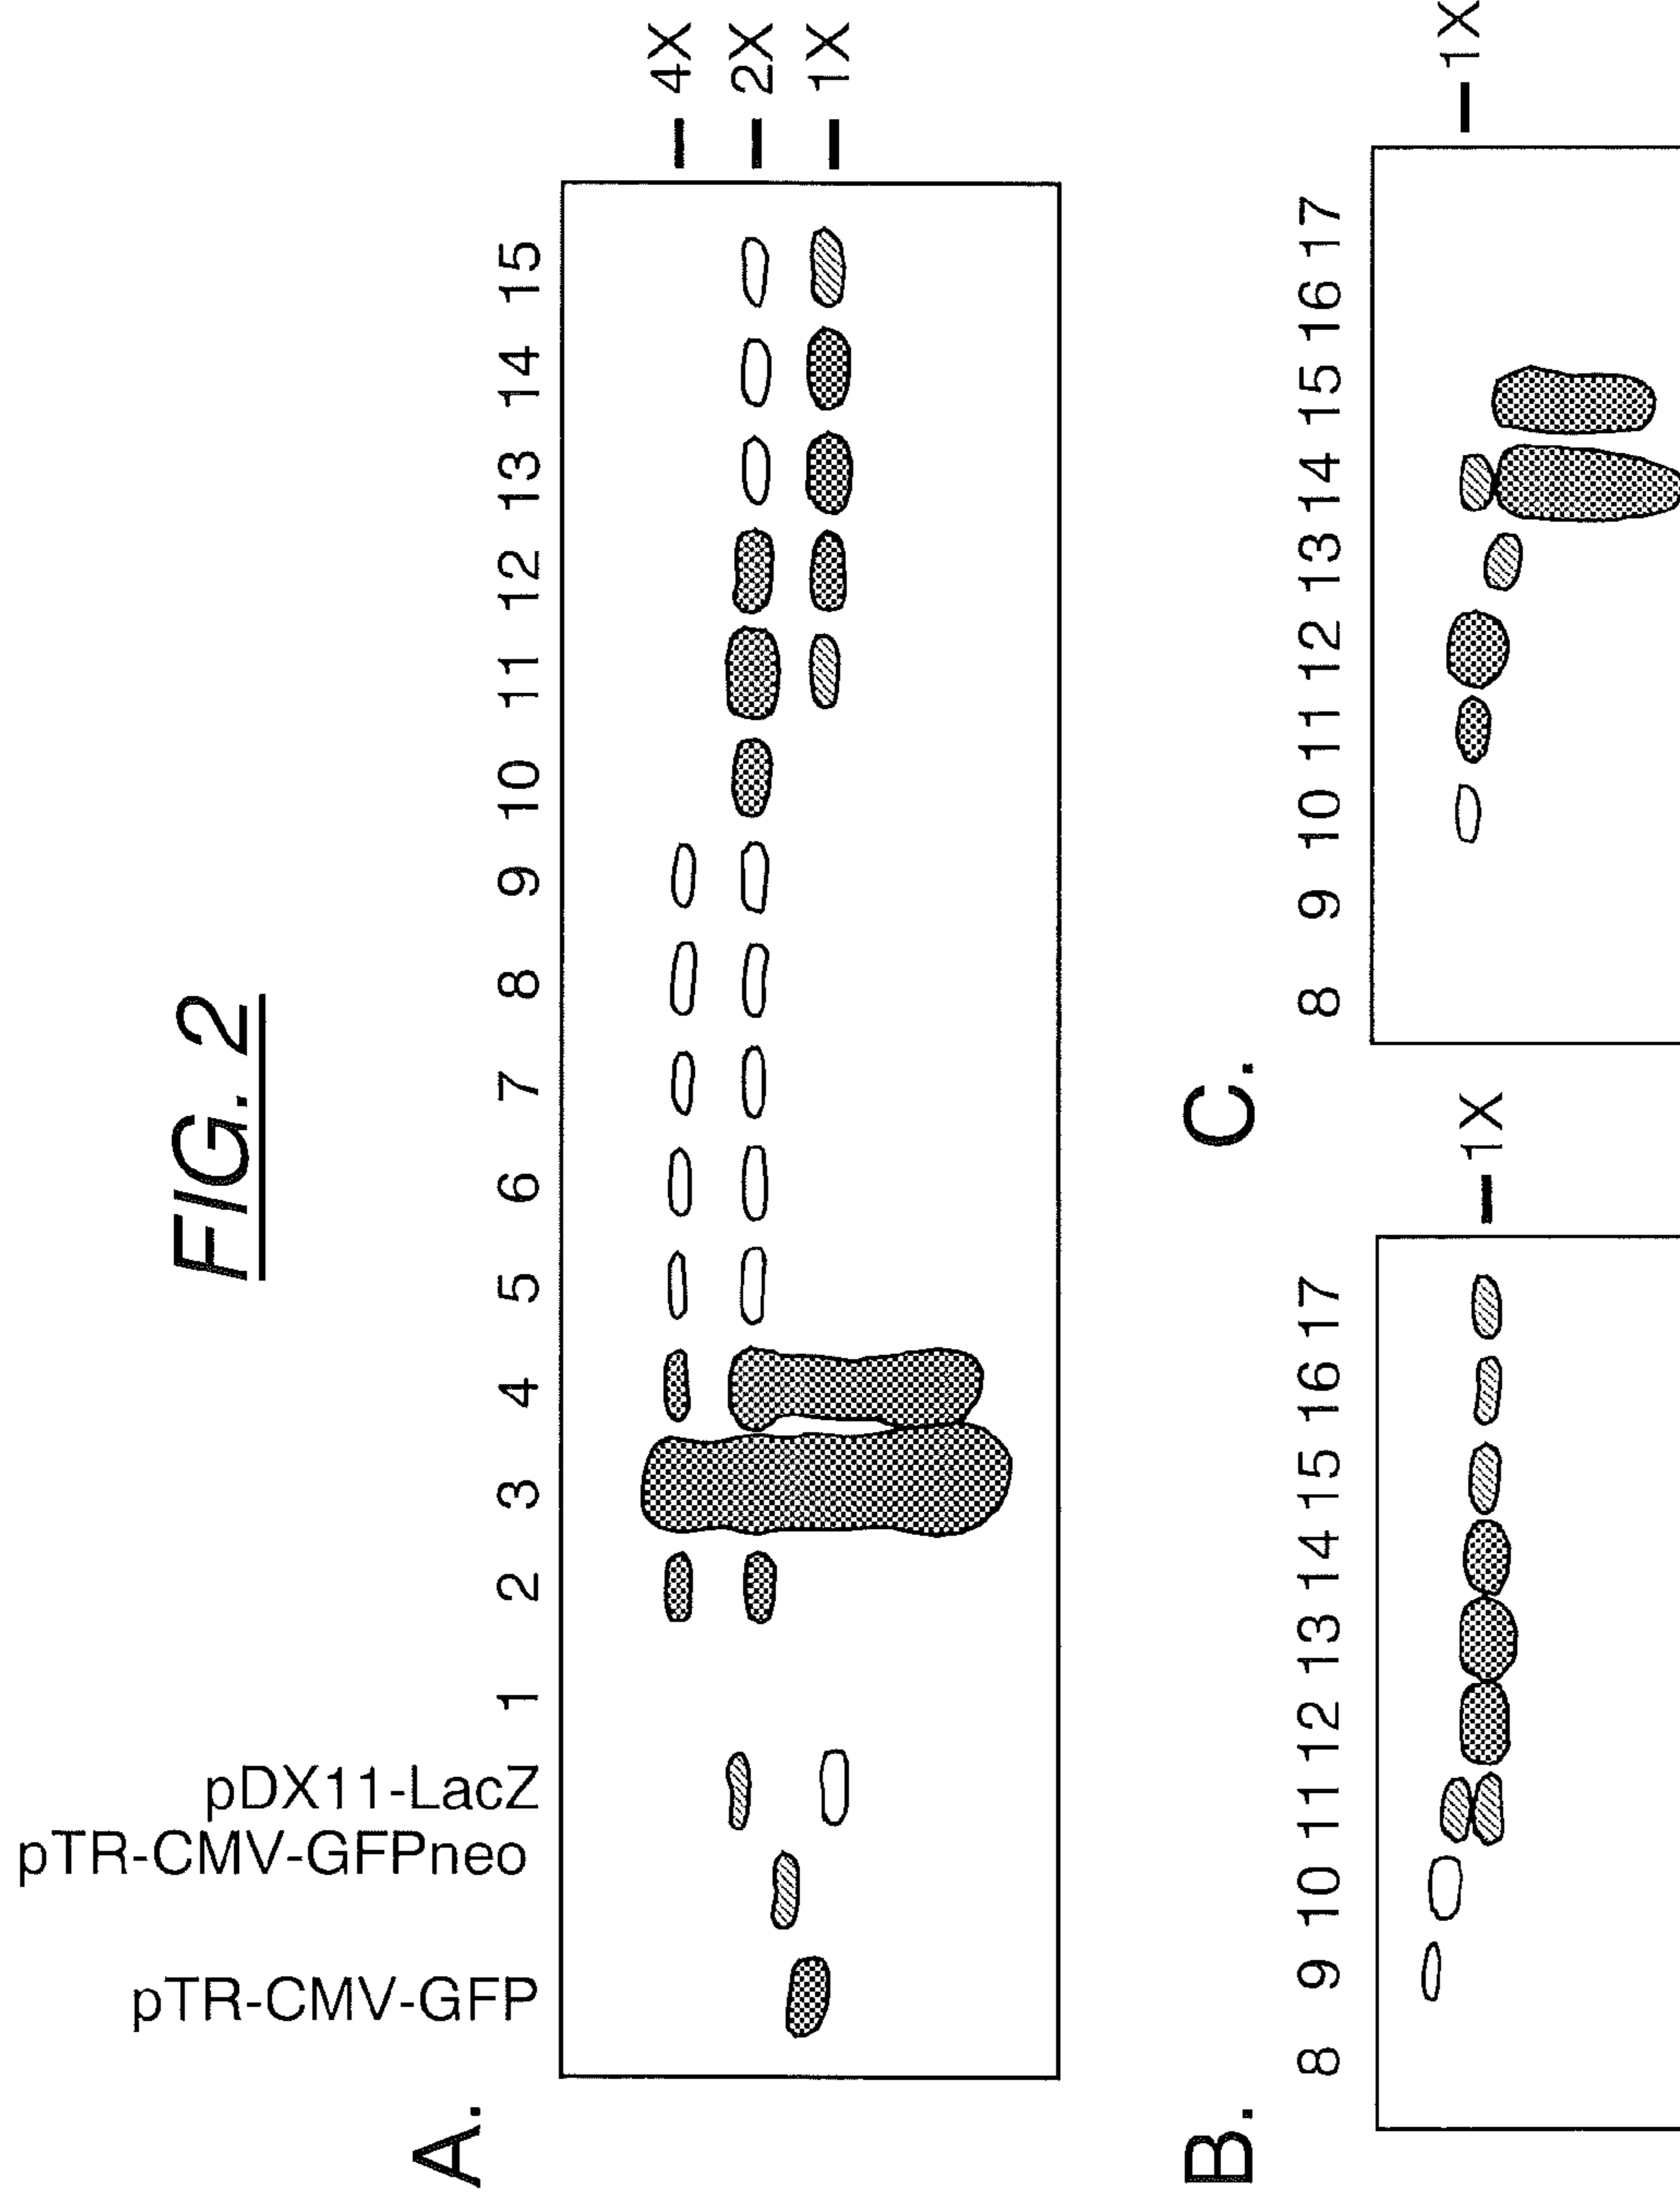 FIG. 2
A.
pTR-CMV-GFP
pTR-CMV-GFPneo
pDX11-LacZ
1 2 3 4 5 6 7 8 9 10 11 12 13 14 15
4X
2X
1X
B.
8 9 10 11 12 13 14 15 16 17
1X
C.
8 9 10 11 12 13 14 15 16 17
1X